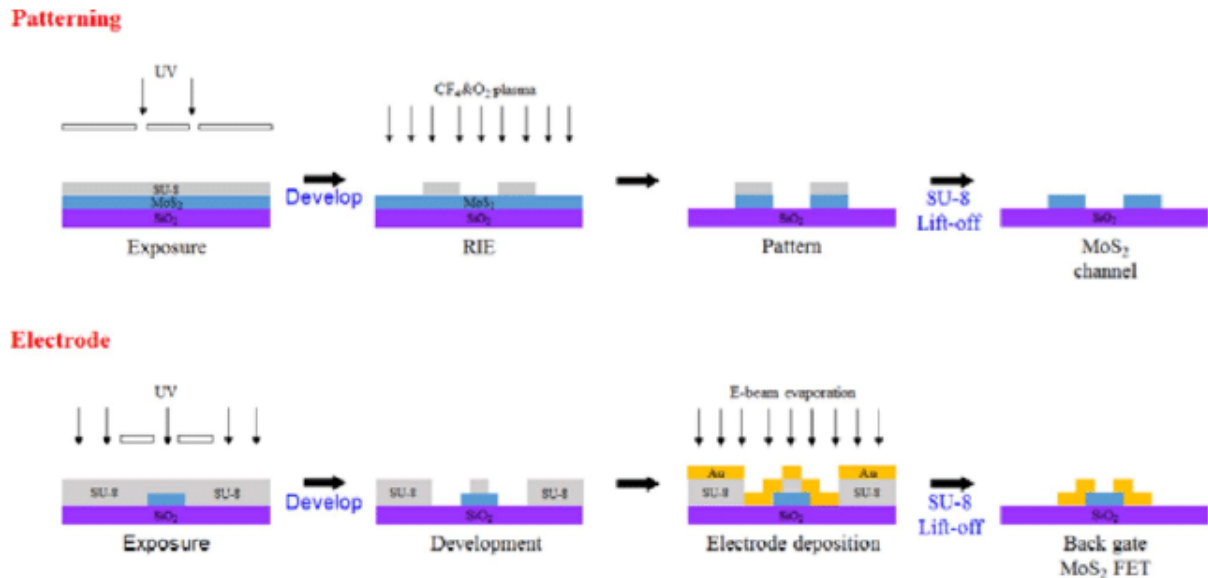 Patterning
UV
CF₄&O₂ plasma
SU-8
MoS₂
SiO₂
Exposure
Develop
MoS₂
SiO₂
RIE
SiO₂
Pattern
SU-8
Lift-off
SiO₂
MoS₂
channel
Electrode
UV
E-beam evaporation
SU-8
SU-8
SiO₂
Exposure
Develop
SU-8
SU-8
SiO₂
Development
Au
Au
SU-8
SU-8
SiO₂
Electrode deposition
SU-8
Lift-off
SiO₂
Back gate
MoS₂ FET